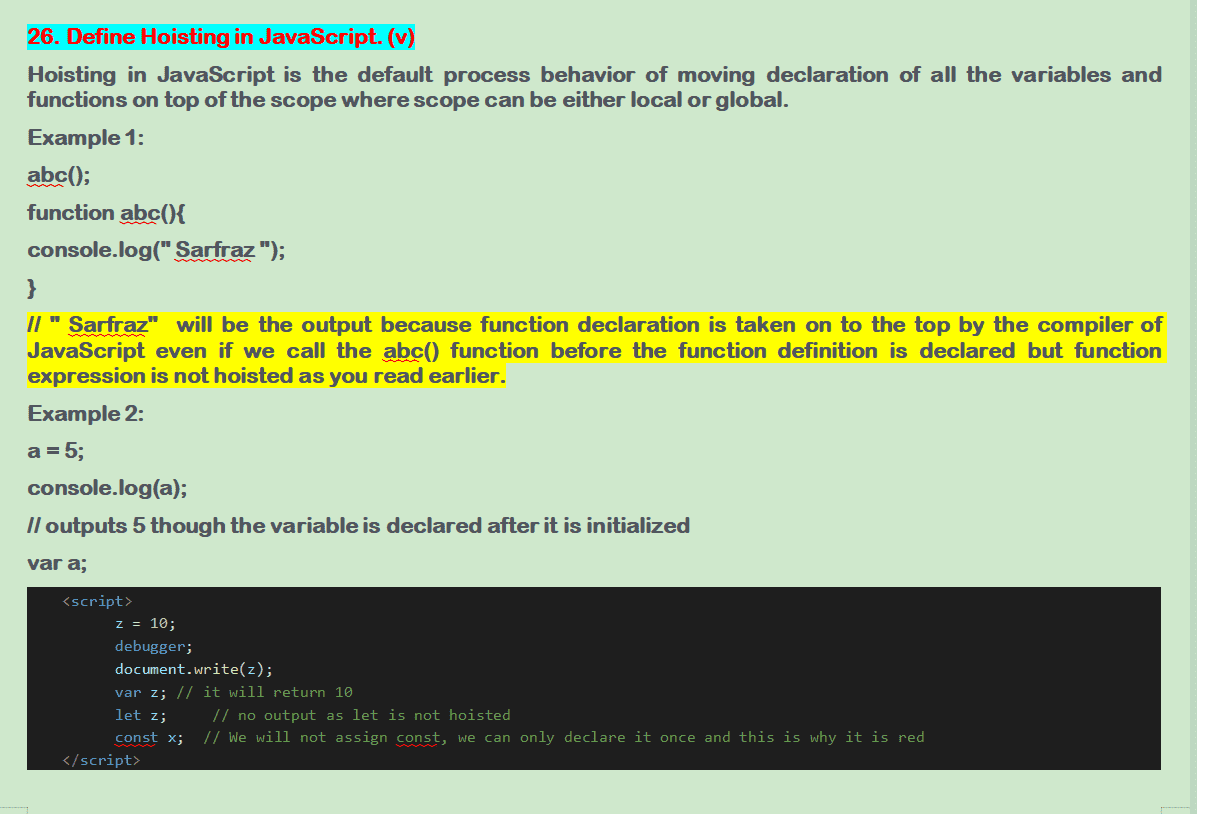 26. Define Hoisting in JavaScript. (v)
Hoisting in JavaScript is the default process behavior of moving declaration of all the variables and
functions on top of the scope where scope can be either local or global.
Example 1:
abc();
function abc(){
console.log(" Sarfraz ");
}
// " Sarfraz"  will be the output because function declaration is taken on to the top by the compiler of
JavaScript even if we call the abc() function before the function definition is declared but function
expression is not hoisted as you read earlier.
Example 2:
a = 5;
console.log(a);
// outputs 5 though the variable is declared after it is initialized
var a;
<script>
z = 10;
debugger;
document.write(z);
var z; // it will return 10
let z;     // no output as let is not hoisted
const x;  // We will not assign const, we can only declare it once and this is why it is red
</script>